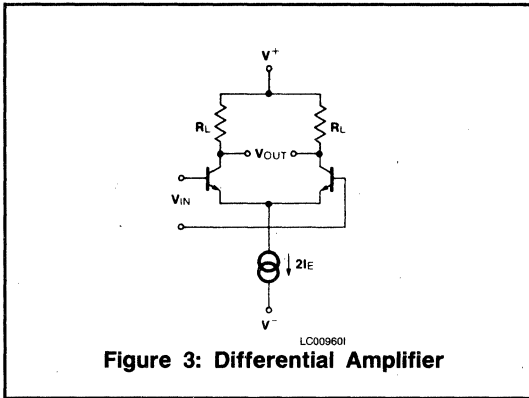 V+
RL
RL
VOUT
VIN
2IE
V-
LC00960I
Figure 3: Differential Amplifier